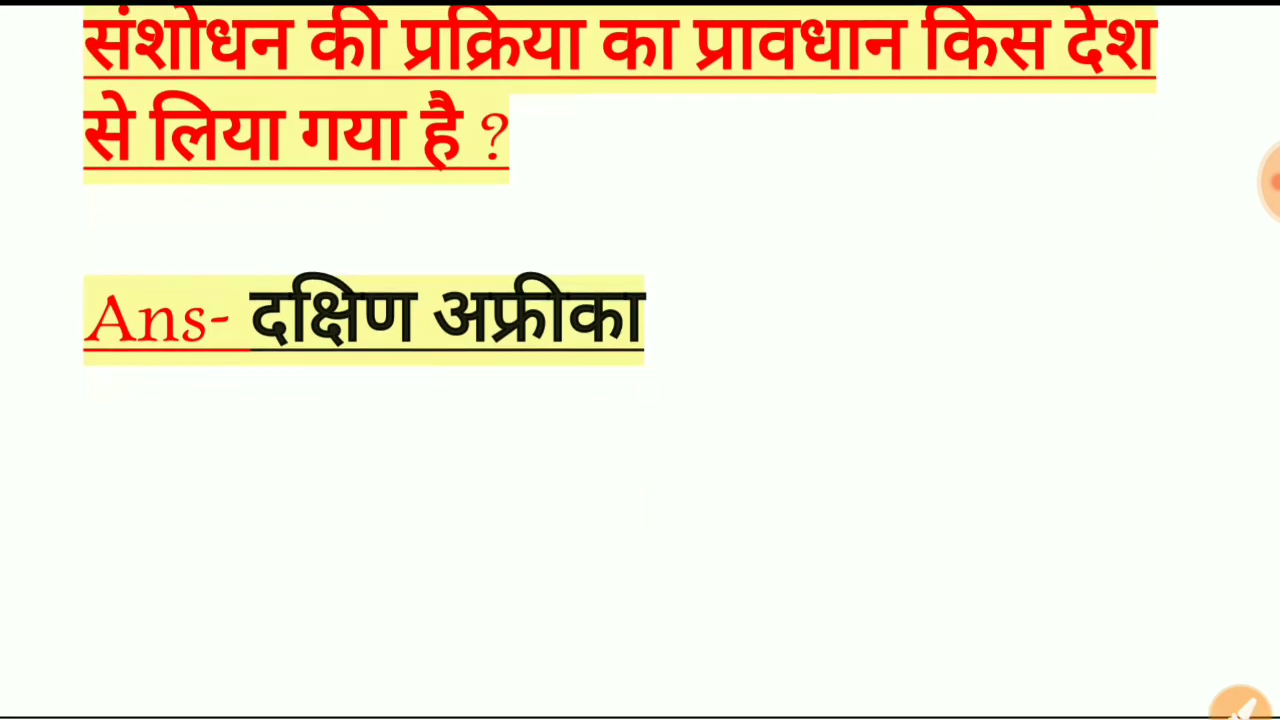 संशोधन की प्रक्रिया का प्रावधान किस देश
से लिया गया है ?
Ans- दक्षिण अफ्रीका